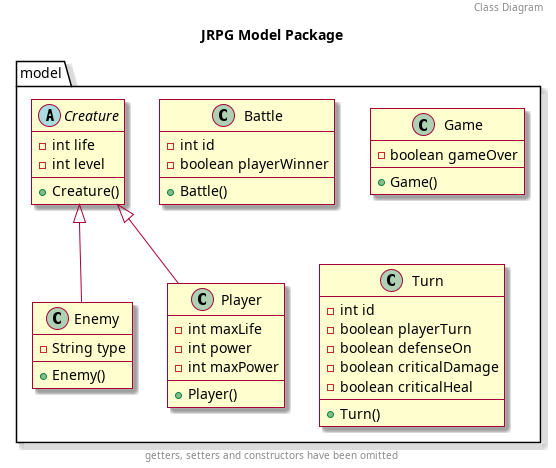 Class Diagram
JRPG Model Package
model
A Creature
int life
int level
Creature()
C Battle
int id
boolean playerWinner
Battle()
C Game
boolean gameOver
Game()
C Enemy
String type
Enemy()
C Player
int maxLife
int power
int maxPower
Player()
C Turn
int id
boolean playerTurn
boolean defenseOn
boolean criticalDamage
boolean criticalHeal
Turn()
getters, setters and constructors have been omitted